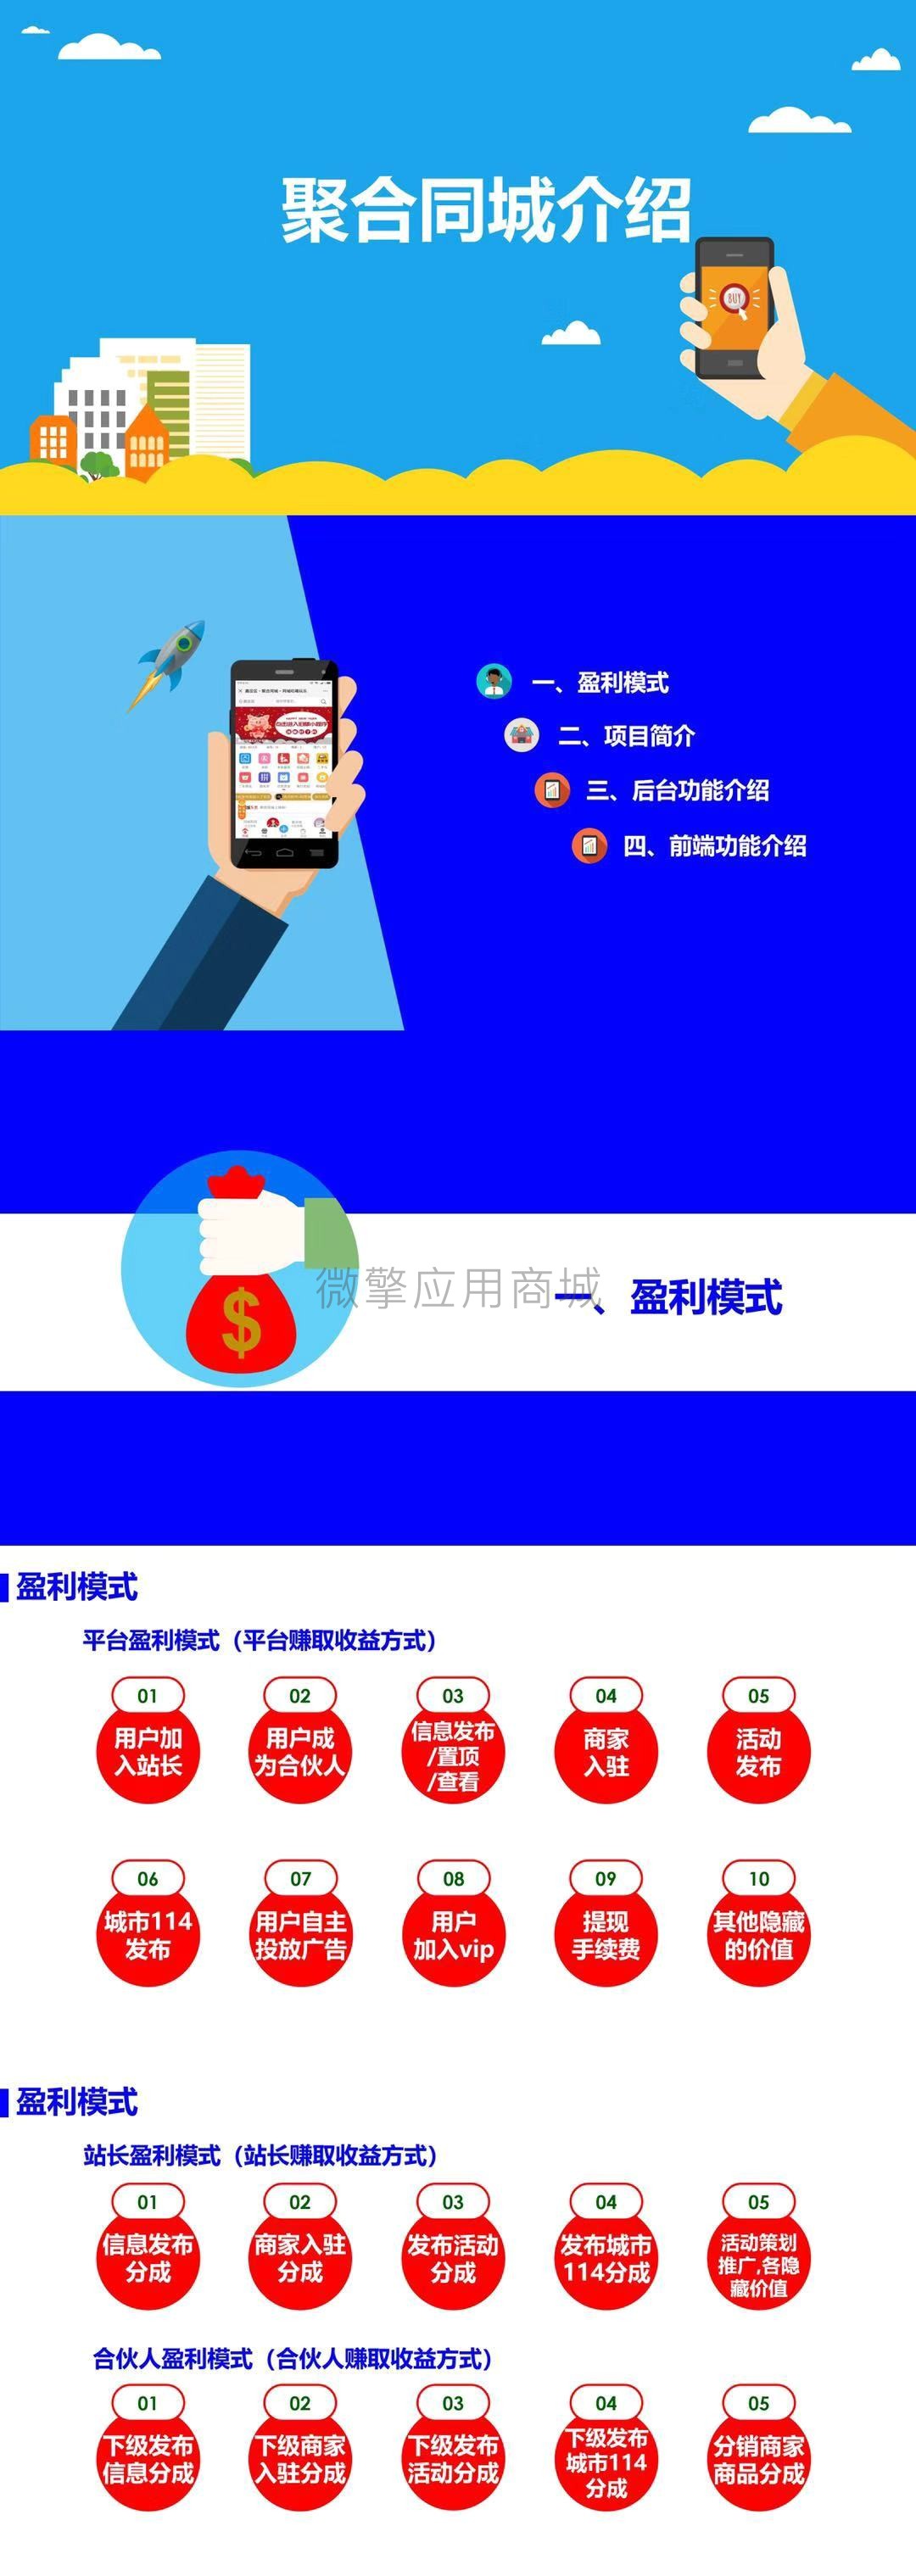 聚合同城介绍
BUY
一、盈利模式
二、项目简介
三、后台功能介绍
四、前端功能介绍
微擎应用商城
$
一、盈利模式
盈利模式
平台盈利模式（平台赚取收益方式）
01
用户加
入站长
02
用户成
为合伙人
03
信息发布
/置顶
/查看
04
商家
入驻
05
活动
发布
06
城市114
发布
07
用户自主
投放广告
08
用户
加入vip
09
提现
手续费
10
其他隐藏
的价值
盈利模式
站长盈利模式（站长赚取收益方式）
01
信息发布
分成
02
商家入驻
分成
03
发布活动
分成
04
发布城市
114分成
05
活动策划
推广,各隐
藏价值
合伙人盈利模式（合伙人赚取收益方式）
01
下级发布
信息分成
02
下级商家
入驻分成
03
下级发布
活动分成
04
下级发布
城市114
分成
05
分销商家
商品分成